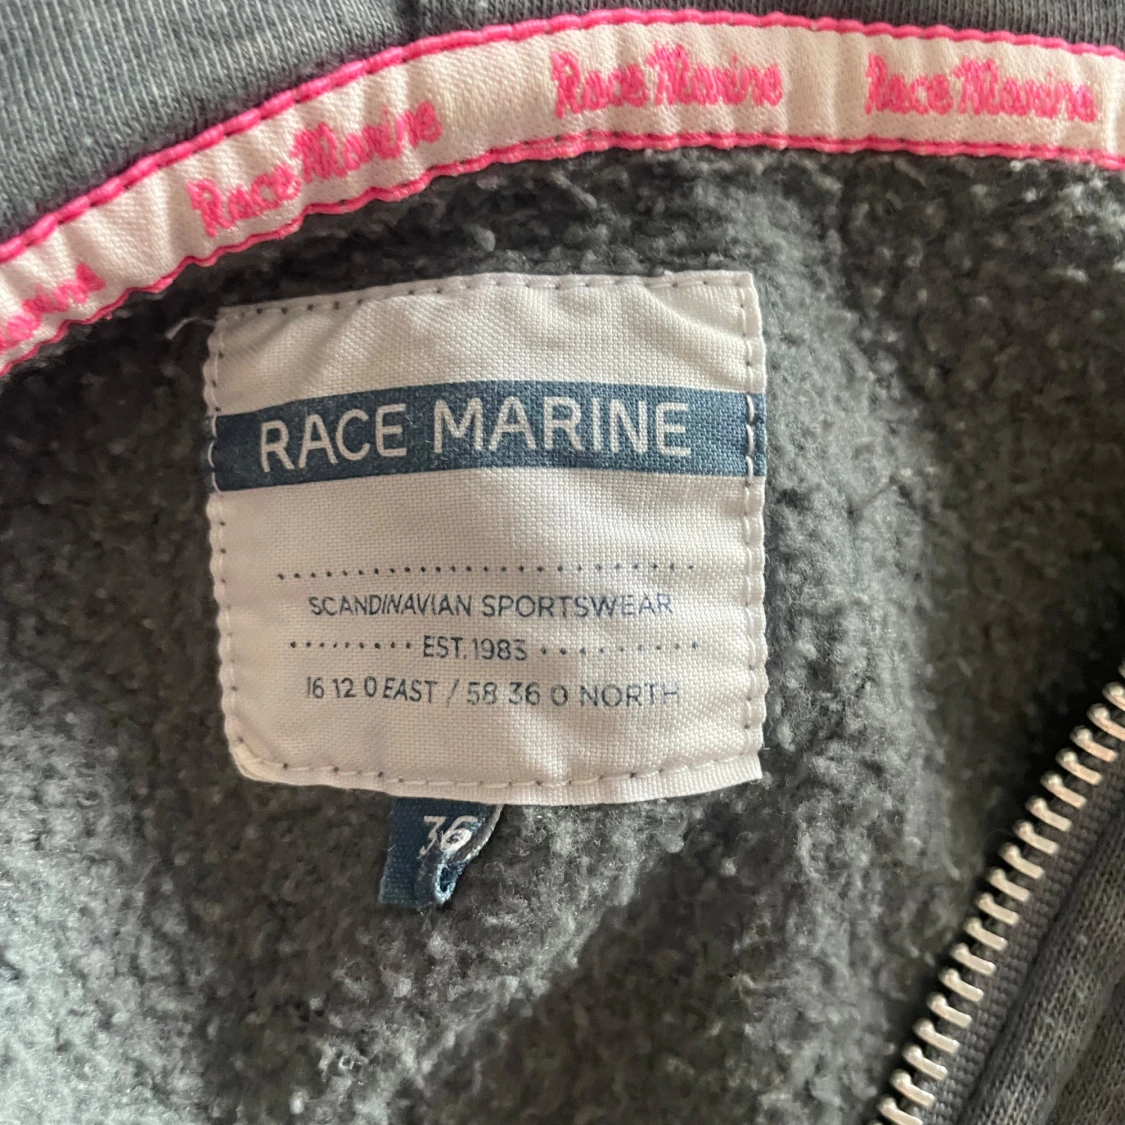 Race Marine Race Marine Race Marine
RACE MARINE
SCANDINAVIAN SPORTSWEAR
EST. 1983
16 12 0 EAST / 58 36 0 NORTH
36